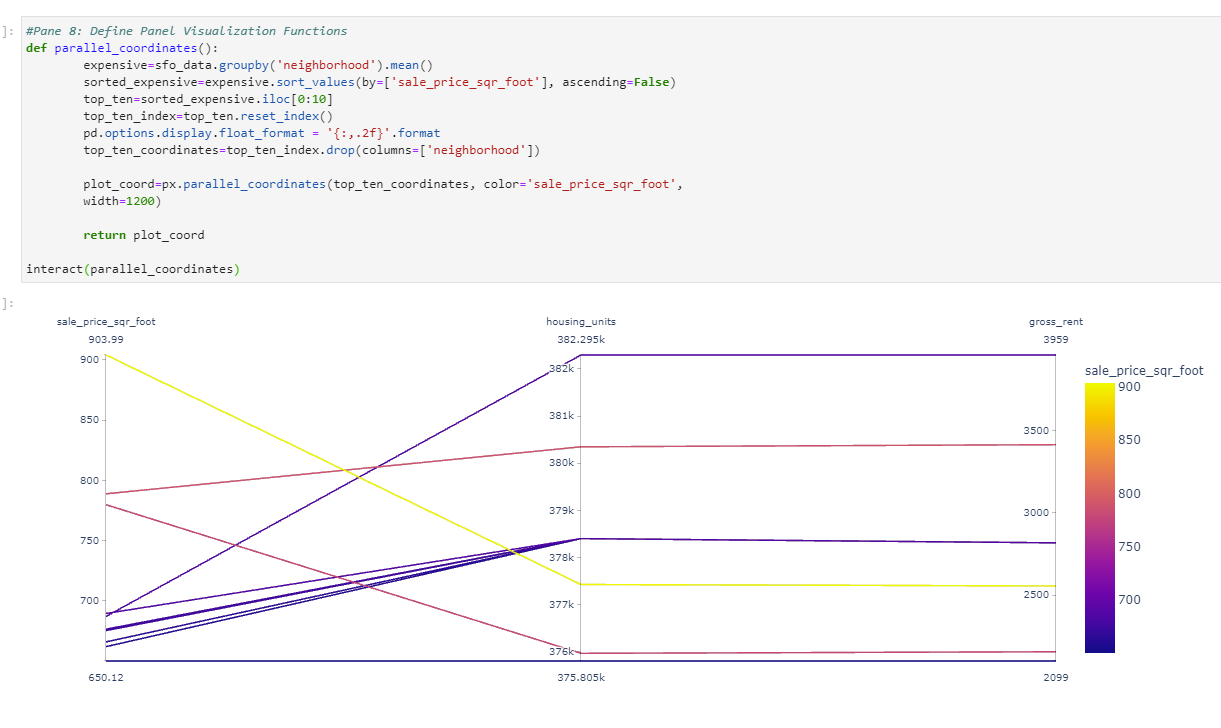 ]: #Pane 8: Define Panel Visualization Functions
def parallel_coordinates():
        expensive=sfo_data.groupby('neighborhood').mean()
        sorted_expensive=expensive.sort_values(by=['sale_price_sqr_foot'], ascending=False)
        top_ten=sorted_expensive.iloc[0:10]
        top_ten_index=top_ten.reset_index()
        pd.options.display.float_format = '{:,.2f}'.format
        top_ten_coordinates=top_ten_index.drop(columns=['neighborhood'])
        plot_coord=px.parallel_coordinates(top_ten_coordinates, color='sale_price_sqr_foot',
        width=1200)
        return plot_coord
interact(parallel_coordinates)
]:
sale_price_sqr_foot
903.99
900
850
800
750
700
650.12
housing_units
382.295k
382k
381k
380k
379k
378k
377k
376k
375.805k
gross_rent
3959
3500
3000
2500
2099
sale_price_sqr_foot
900
850
800
750
700